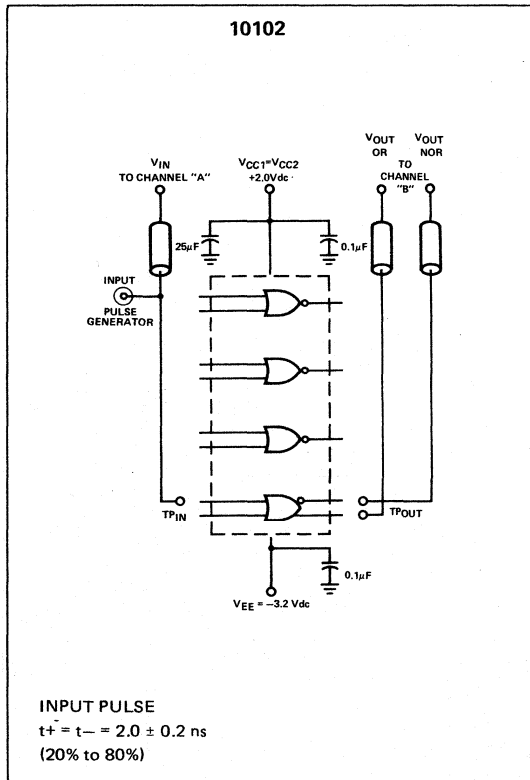 10102
VIN
TO CHANNEL "A"
VCC1=VCC2
+2.0Vdc
VOUT
OR
VOUT
NOR
TO
CHANNEL
"B"
25μF
0.1μF
INPUT
PULSE
GENERATOR
TPIN
TPOUT
0.1μF
VEE = −3.2 Vdc
INPUT PULSE
t+ = t− = 2.0 ± 0.2 ns
(20% to 80%)